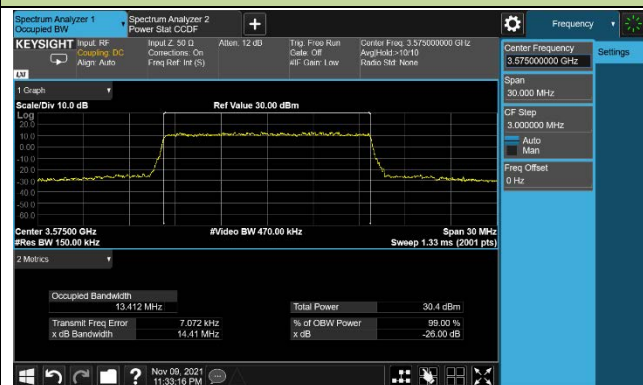 Spectrum Analyzer 1
Occupied BW
Spectrum Analyzer 2
Power Stat CCDF
Frequency
KEYSIGHT
Input: RF
Coupling: DC
Align: Auto
Input Z: 50 Ω
Corrections: On
Freq Ref: Int (S)
Atten: 12 dB
Trig: Free Run
Gate: Off
#IF Gain: Low
Center Freq: 3.575000000 GHz
Avg|Hold:>10/10
Radio Std: None
LXI
Center Frequency
3.575000000 GHz
Settings
Span
30.000 MHz
CF Step
3.000000 MHz
Auto
Man
Freq Offset
0 Hz
1 Graph
Scale/Div 10.0 dB
Ref Value 30.00 dBm
Log
20.0
10.0
0.00
-10.0
-20.0
-30.0
-40.0
-50.0
-60.0
Center 3.57500 GHz
#Video BW 470.00 kHz
Span 30 MHz
#Res BW 150.00 kHz
Sweep 1.33 ms (2001 pts)
2 Metrics
Occupied Bandwidth
13.412 MHz
Total Power
30.4 dBm
Transmit Freq Error
7.072 kHz
% of OBW Power
99.00 %
x dB Bandwidth
14.41 MHz
x dB
-26.00 dB
Nov 09, 2021
11:33:16 PM